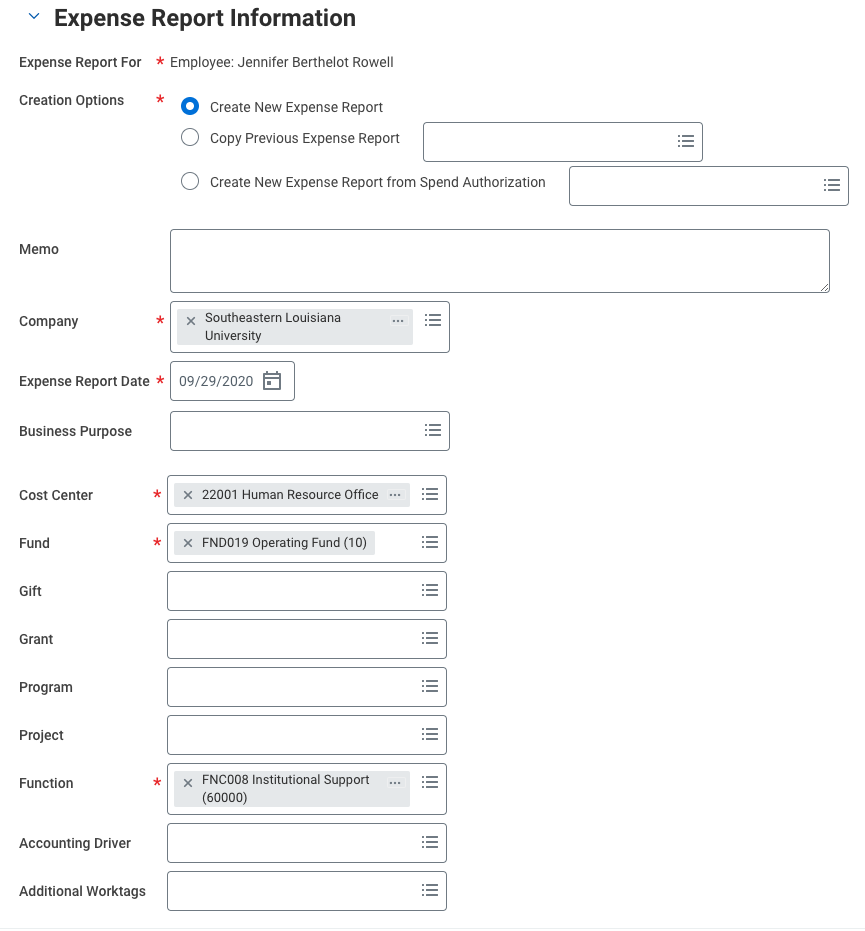 Expense Report Information
Expense Report For * Employee: Jennifer Berthelot Rowell
Creation Options *
Create New Expense Report
Copy Previous Expense Report
Create New Expense Report from Spend Authorization
Memo
Company * × Southeastern Louisiana ...
University
Expense Report Date * 09/29/2020
Business Purpose
Cost Center * × 22001 Human Resource Office ...
Fund * × FND019 Operating Fund (10)
Gift
Grant
Program
Project
Function * × FNC008 Institutional Support ...
(60000)
Accounting Driver
Additional Worktags